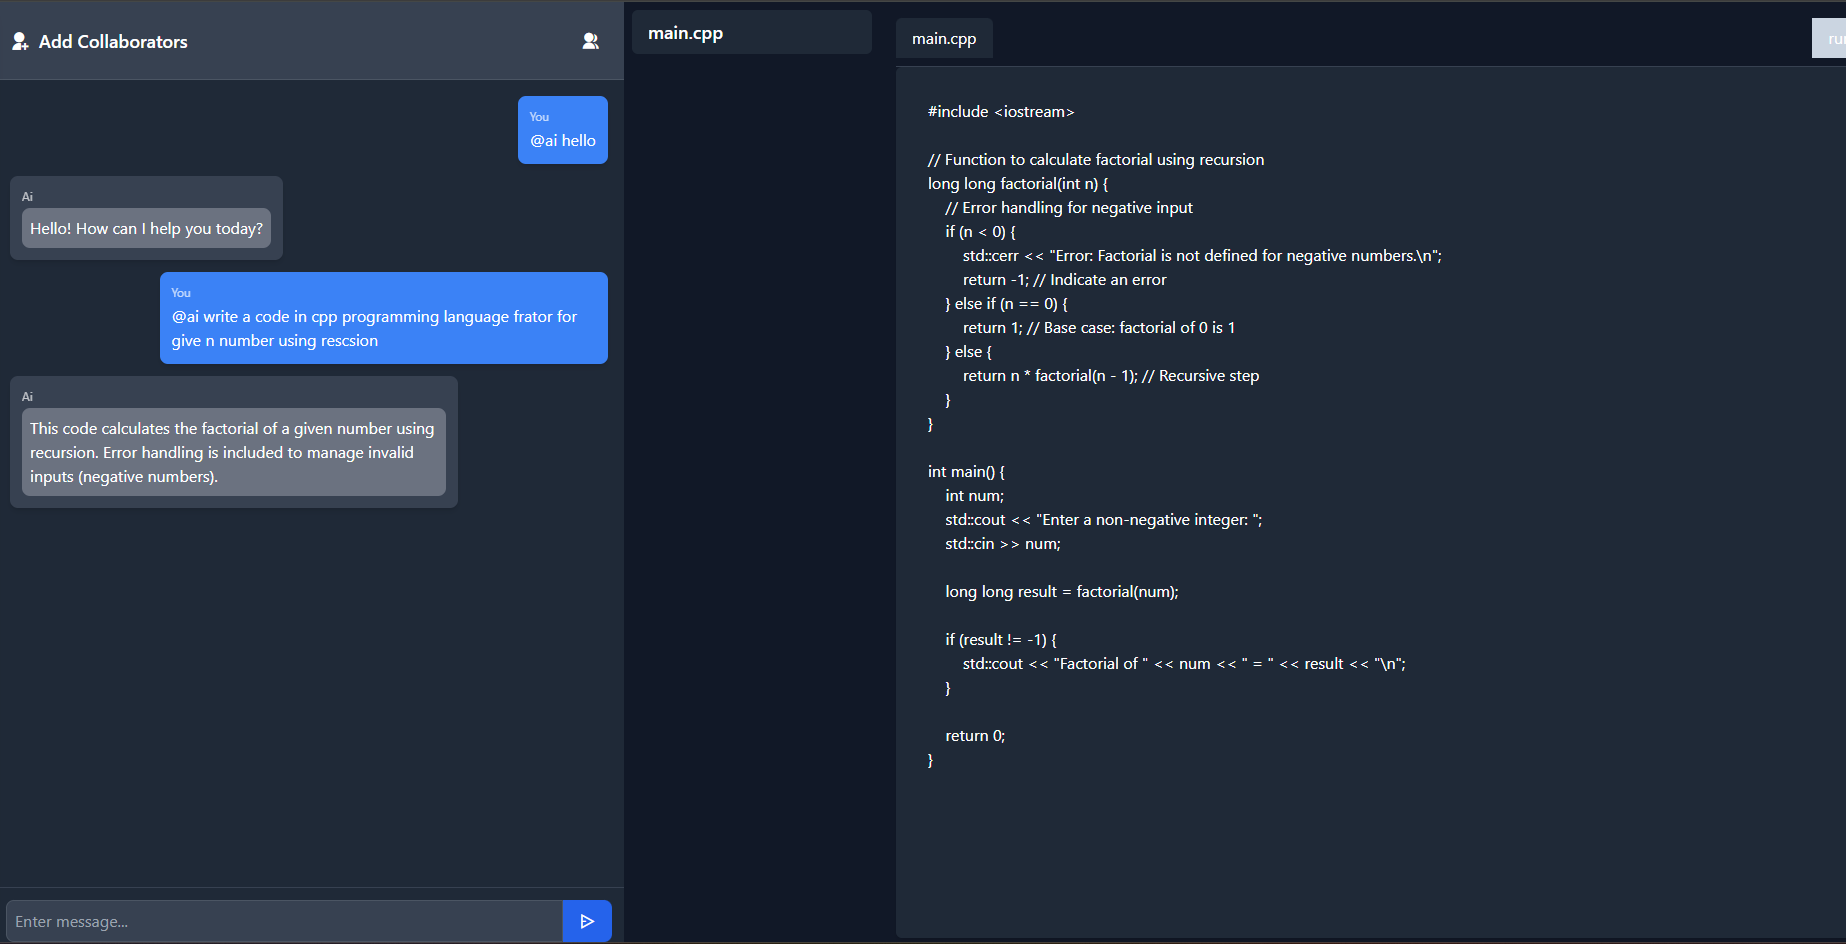 Add Collaborators
You
@ai hello
Ai
Hello! How can I help you today?
You
@ai write a code in cpp programming language frator for
give n number using rescsion
Ai
This code calculates the factorial of a given number using
recursion. Error handling is included to manage invalid
inputs (negative numbers).
Enter message...
main.cpp
main.cpp
#include <iostream>
// Function to calculate factorial using recursion
long long factorial(int n) {
// Error handling for negative input
if (n < 0) {
std::cerr << "Error: Factorial is not defined for negative numbers.\n";
return -1; // Indicate an error
} else if (n == 0) {
return 1; // Base case: factorial of 0 is 1
} else {
return n * factorial(n - 1); // Recursive step
}
}
int main() {
int num;
std::cout << "Enter a non-negative integer: ";
std::cin >> num;
long long result = factorial(num);
if (result != -1) {
std::cout << "Factorial of " << num << " = " << result << "\n";
}
return 0;
}